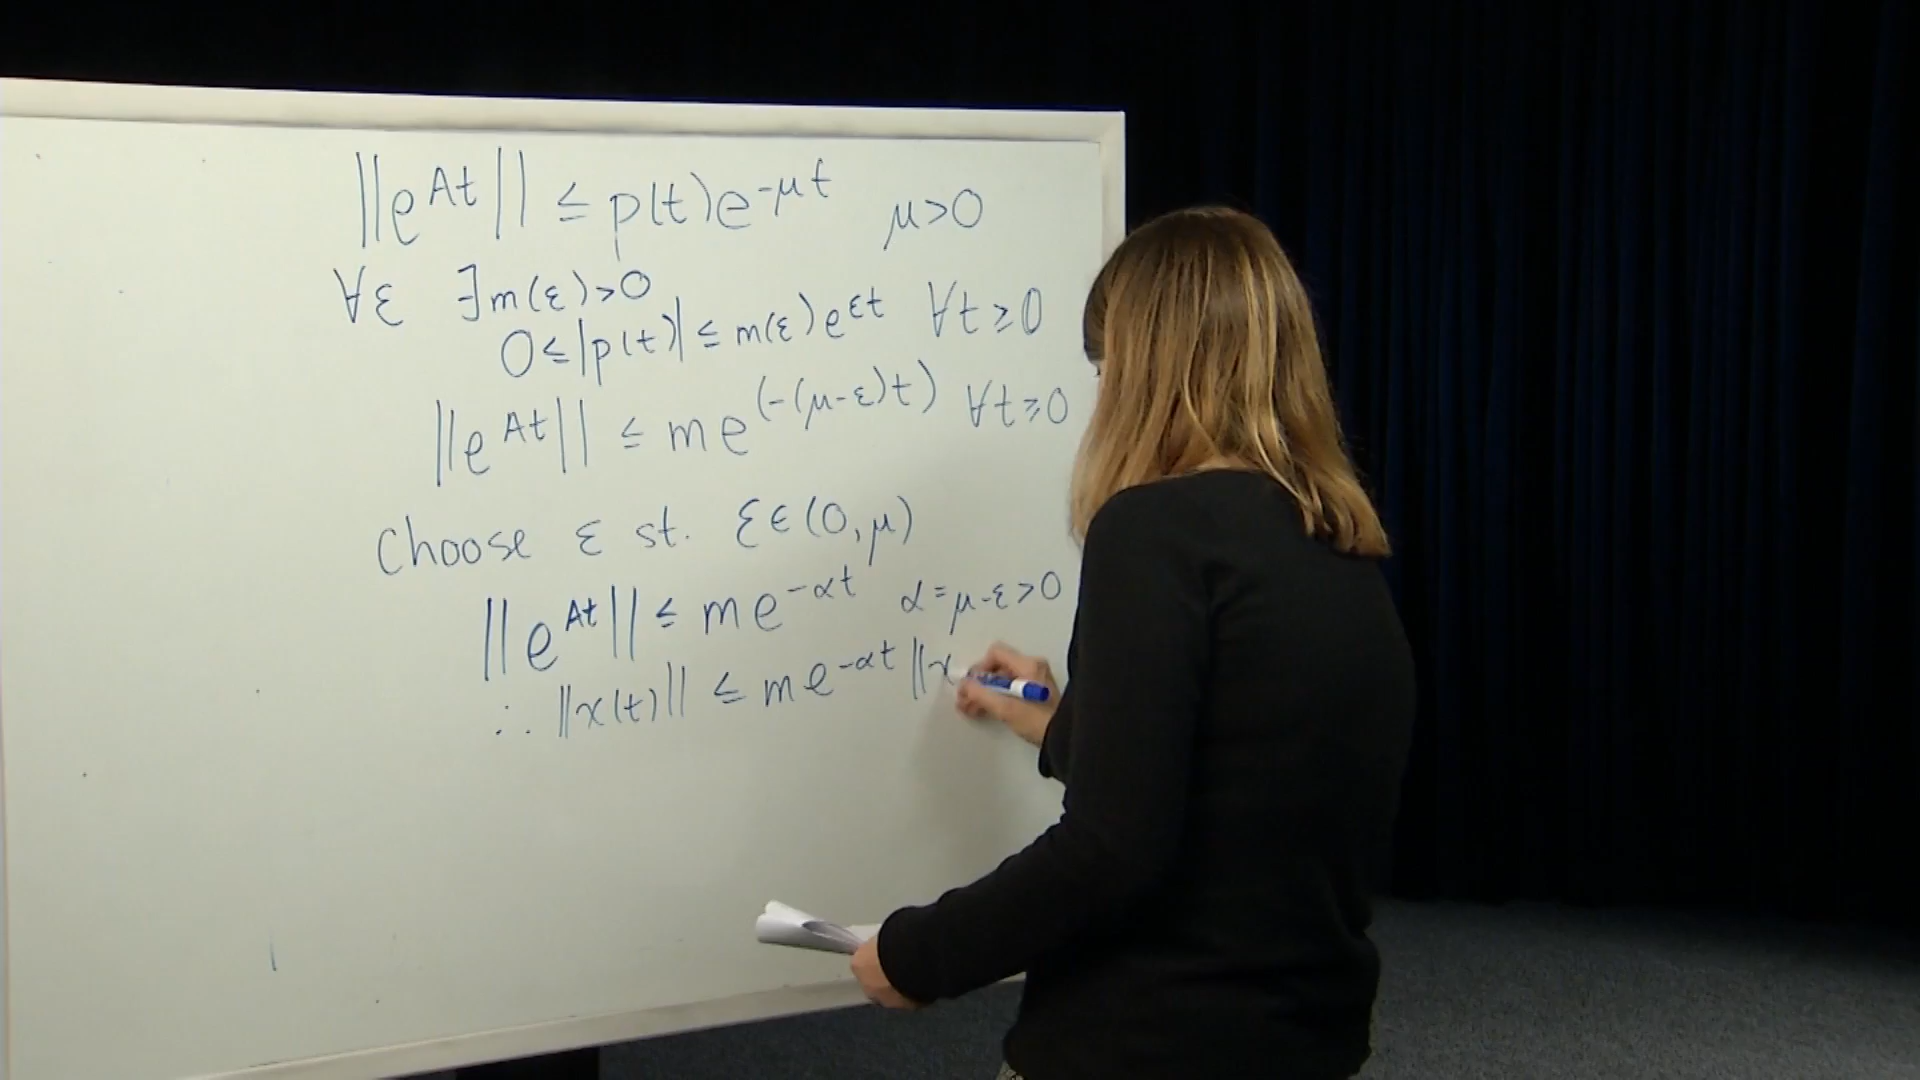 ||e^{At}|| ≤ p(t)e^{-μt} μ>0
∀ε ∃m(ε)>0
0≤|p(t)| ≤ m(ε)e^{εt} ∀t≥0
||e^{At}|| ≤ me^{(-(μ-ε)t)} ∀t≥0
Choose ε st. ε∈(0,μ)
||e^{At}|| ≤ me^{-αt} α=μ-ε>0
∴ ||x(t)|| ≤ me^{-αt}||x